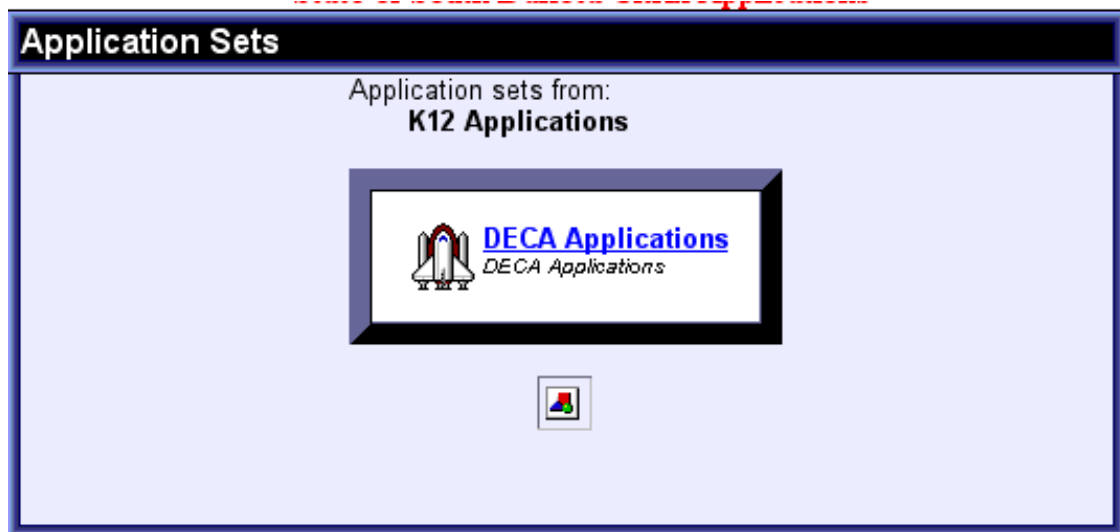 Application Sets
Application sets from:
K12 Applications
DECA Applications
DECA Applications